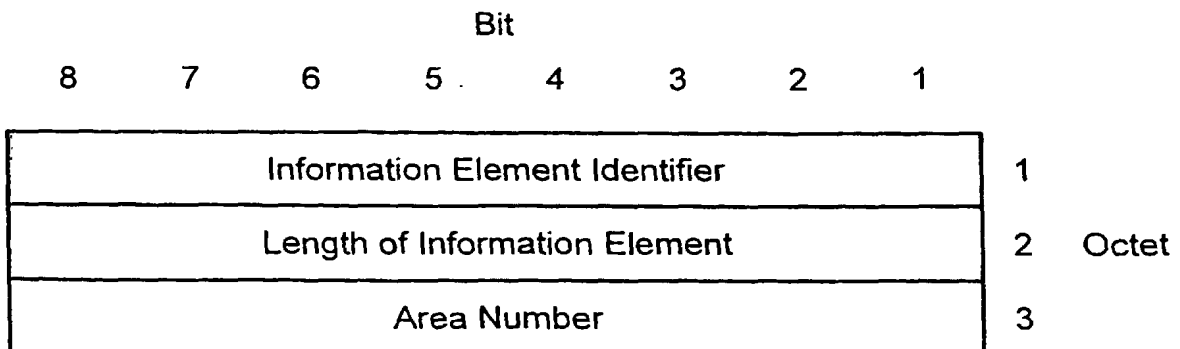 Bit
8 7 6 5 4 3 2 1
Information Element Identifier 1
Length of Information Element 2 Octet
Area Number 3